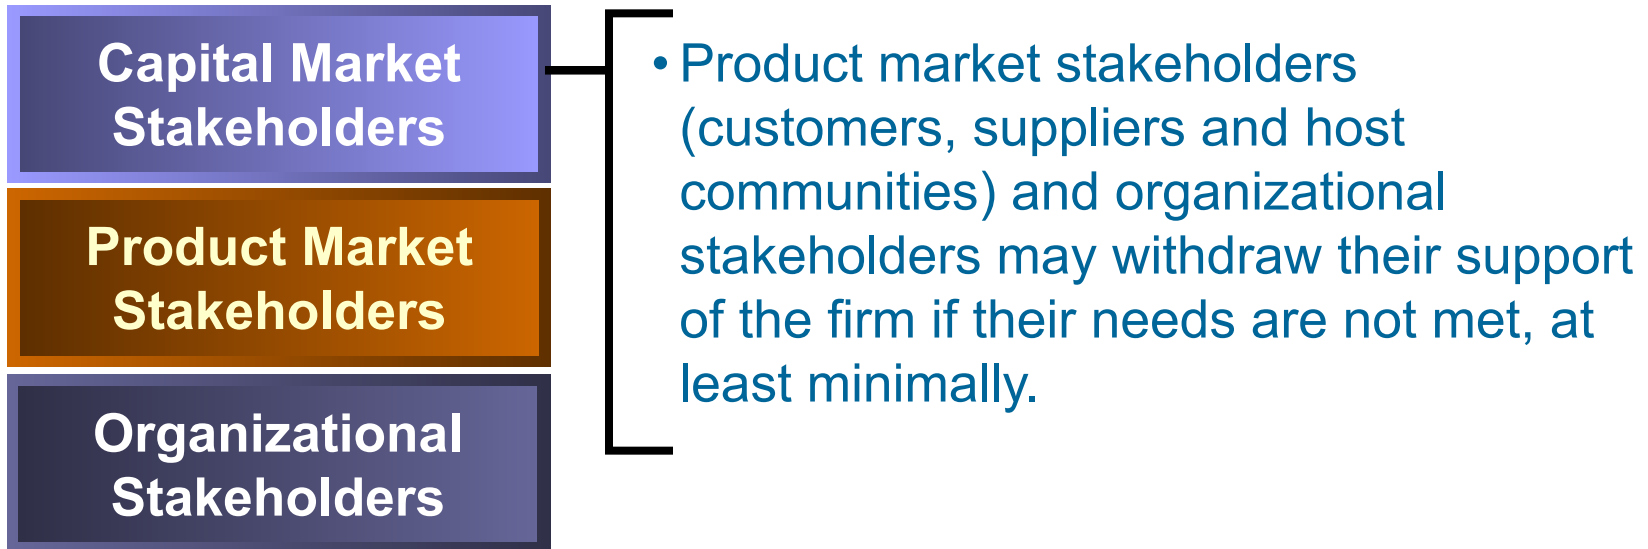 Capital Market
Stakeholders
Product Market
Stakeholders
Organizational
Stakeholders
• Product market stakeholders
(customers, suppliers and host
communities) and organizational
stakeholders may withdraw their support
of the firm if their needs are not met, at
least minimally.